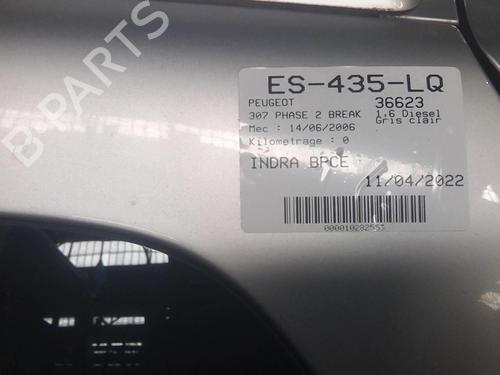 B-PARTS
ES-435-LQ
PEUGEOT 36623
307 PHASE 2 BREAK 1.6 Diesel
Mec : 14/06/2006 Gris clair
Kilometrage : 0
INDRA BPCE
11/04/2022
000010282553